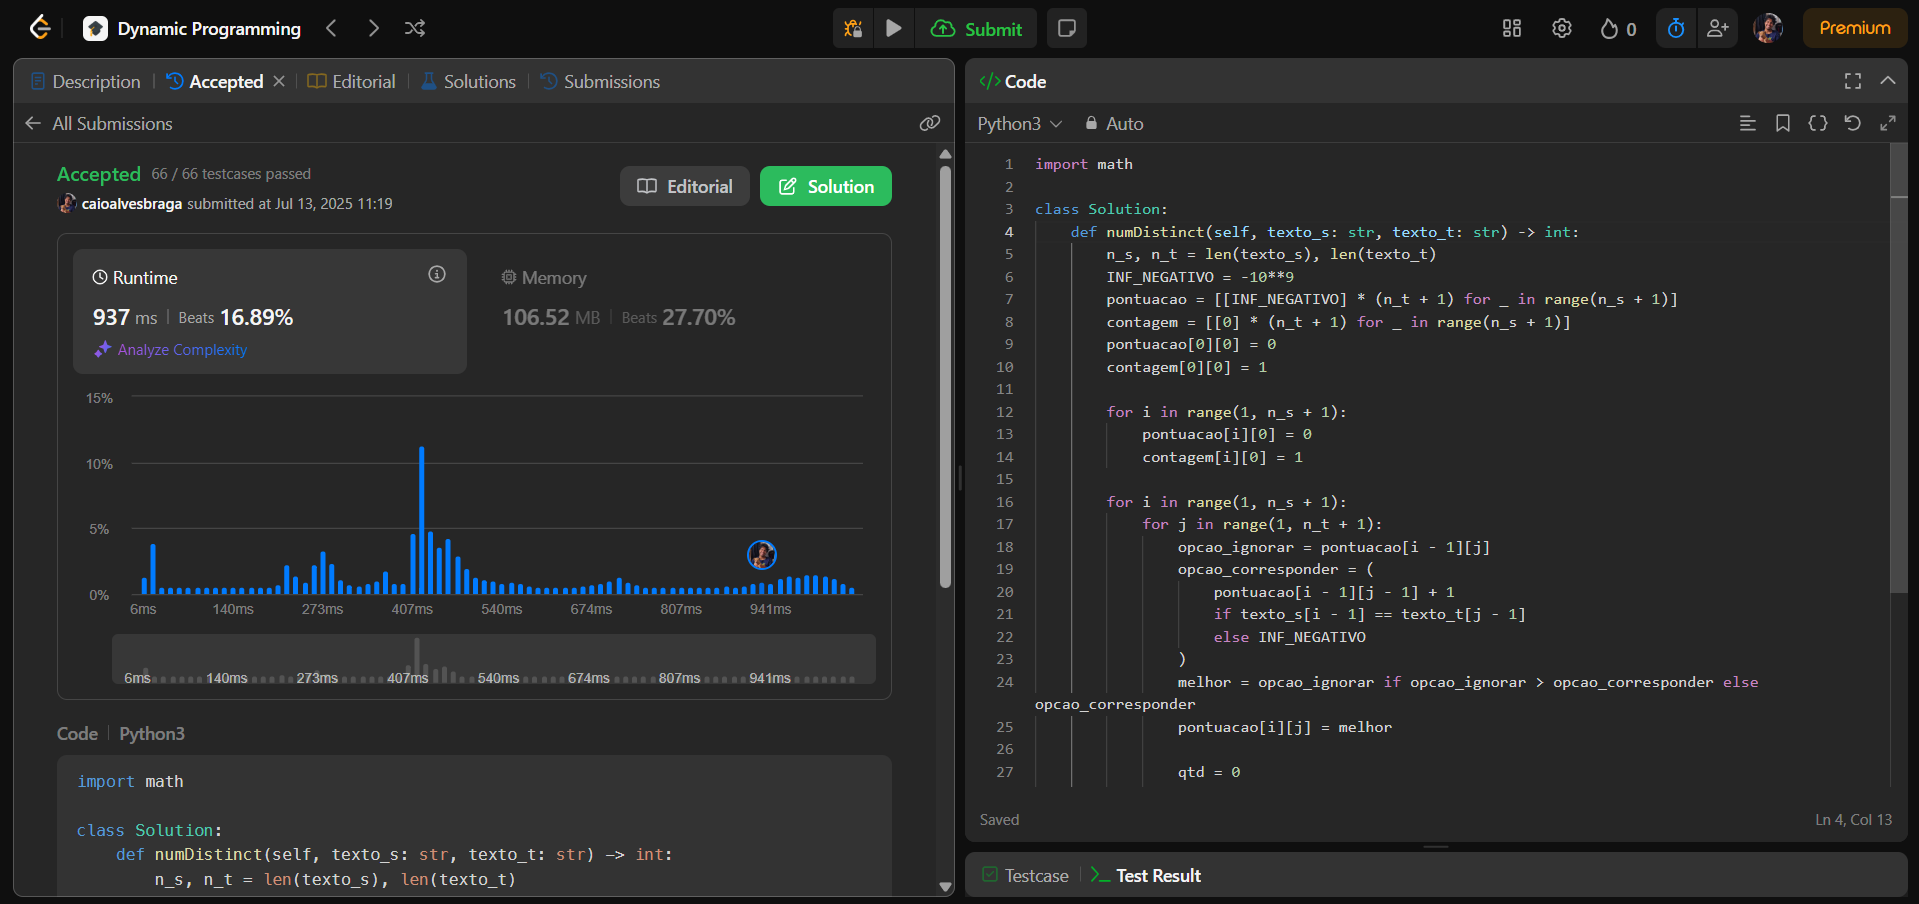 Dynamic Programming
Submit
0
Premium
Description
Accepted
Editorial
Solutions
Submissions
All Submissions
Accepted 66 / 66 testcases passed
caioalvesbraga submitted at Jul 13, 2025 11:19
Editorial
Solution
Runtime
937 ms Beats 16.89%
Analyze Complexity
Memory
106.52 MB Beats 27.70%
15%
10%
5%
0%
6ms 140ms 273ms 407ms 540ms 674ms 807ms 941ms
6ms 140ms 273ms 407ms 540ms 674ms 807ms 941ms
Code Python3
import math
class Solution:
def numDistinct(self, texto_s: str, texto_t: str) -> int:
n_s, n_t = len(texto_s), len(texto_t)
</> Code
Python3
Auto
1 import math
2
3 class Solution:
4 def numDistinct(self, texto_s: str, texto_t: str) -> int:
5 n_s, n_t = len(texto_s), len(texto_t)
6 INF_NEGATIVO = -10**9
7 pontuacao = [[INF_NEGATIVO] * (n_t + 1) for _ in range(n_s + 1)]
8 contagem = [[0] * (n_t + 1) for _ in range(n_s + 1)]
9 pontuacao[0][0] = 0
10 contagem[0][0] = 1
11
12 for i in range(1, n_s + 1):
13 pontuacao[i][0] = 0
14 contagem[i][0] = 1
15
16 for i in range(1, n_s + 1):
17 for j in range(1, n_t + 1):
18 opcao_ignorar = pontuacao[i - 1][j]
19 opcao_corresponder = (
20 pontuacao[i - 1][j - 1] + 1
21 if texto_s[i - 1] == texto_t[j - 1]
22 else INF_NEGATIVO
23 )
24 melhor = opcao_ignorar if opcao_ignorar > opcao_corresponder else
opcao_corresponder
25 pontuacao[i][j] = melhor
26
27 qtd = 0
Saved
Ln 4, Col 13
Testcase
Test Result